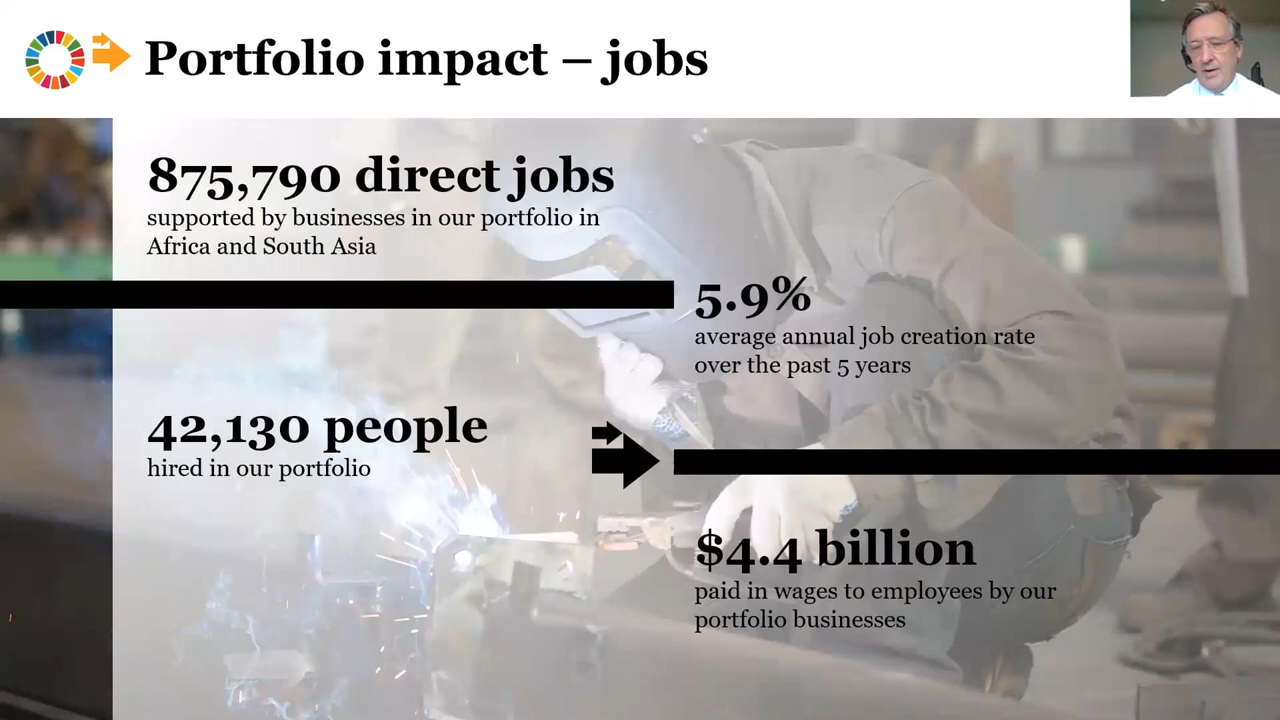 Portfolio impact – jobs
875,790 direct jobs
supported by businesses in our portfolio in
Africa and South Asia
5.9%
average annual job creation rate
over the past 5 years
42,130 people
hired in our portfolio
$4.4 billion
paid in wages to employees by our
portfolio businesses